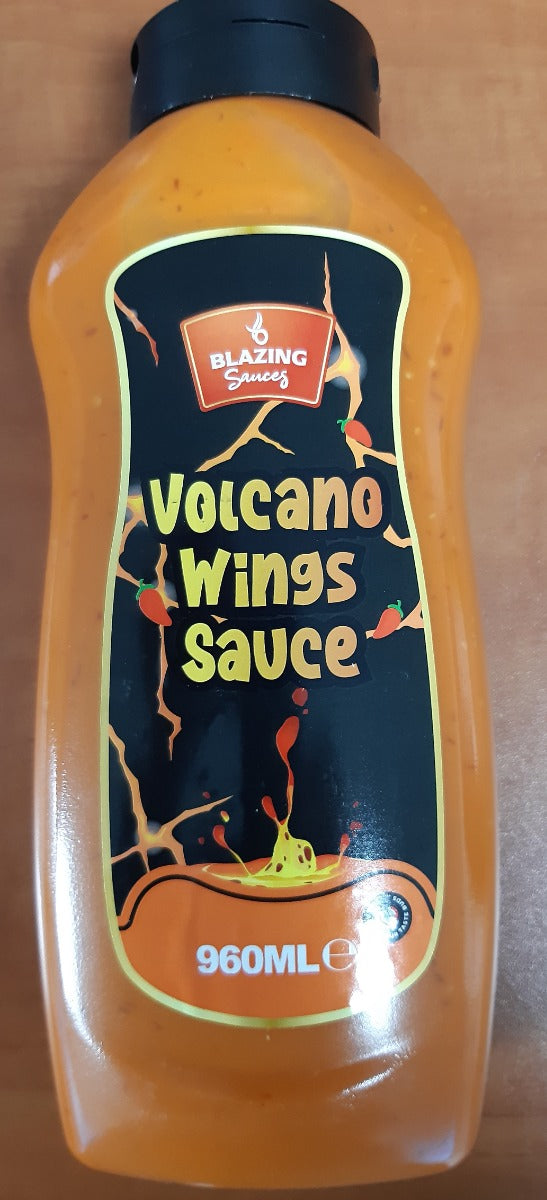 BLAZING
Sauces
Volcano
Wings
Sauce
960ML℮